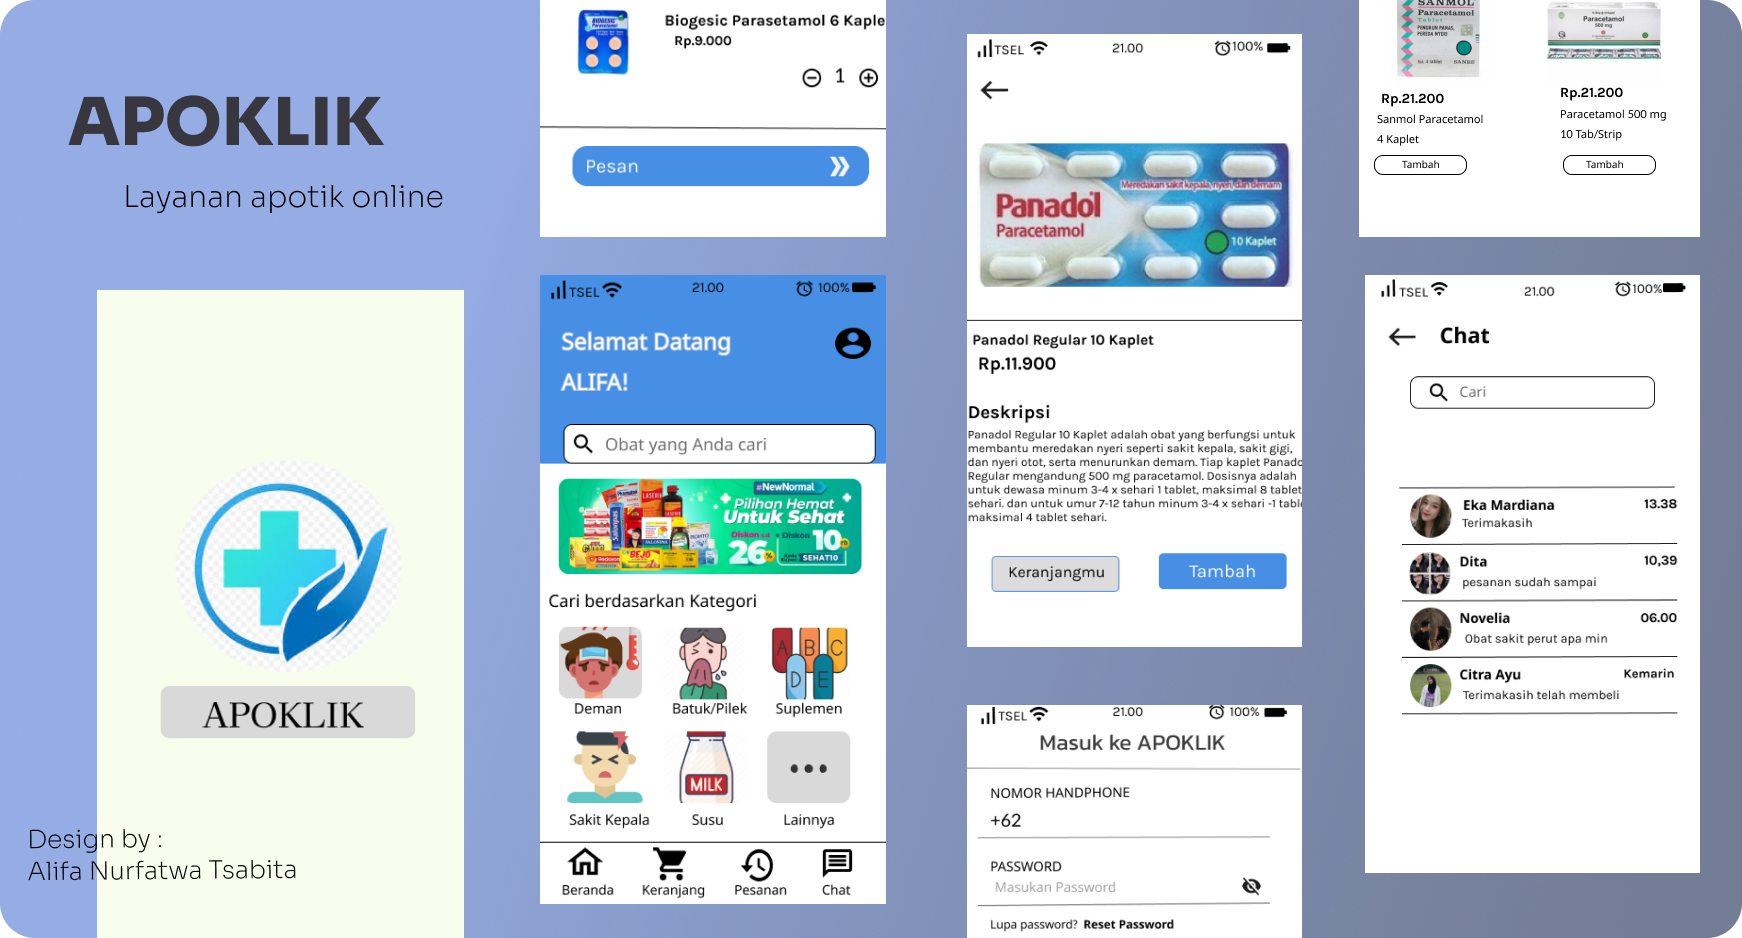 APOKLIK
Layanan apotik online
APOKLIK
Design by :
Alifa Nurfatwa Tsabita
Biogesic Parasetamol 6 Kaple
Rp.9.000
1
Pesan
TSEL 21.00 100%
Selamat Datang
ALIFA!
Obat yang Anda cari
#NewNormal
Pilihan Hemat
Untuk Sehat
Diskon s.d + Diskon
26% 10
SEHAT10
Cari berdasarkan Kategori
A B C
D E
Deman Batuk/Pilek Suplemen
MILK
Sakit Kepala Susu Lainnya
Beranda Keranjang Pesanan Chat
TSEL 21.00 100%
Meredakan sakit kepala, nyeri, dan demam
Panadol
Paracetamol
10 Kaplet
Panadol Regular 10 Kaplet
Rp.11.900
Deskripsi
Panadol Regular 10 Kaplet adalah obat yang berfungsi untuk
membantu meredakan nyeri seperti sakit kepala, sakit gigi,
dan nyeri otot, serta menurunkan demam. Tiap kaplet Panado
Regular mengandung 500 mg paracetamol. Dosisnya adalah
untuk dewasa minum 3-4 x sehari 1 tablet, maksimal 8 tablet
sehari. dan untuk umur 7-12 tahun minum 3-4 x sehari -1 table
maksimal 4 tablet sehari.
Keranjangmu Tambah
TSEL 21.00 100%
Masuk ke APOKLIK
NOMOR HANDPHONE
+62
PASSWORD
Masukan Password
Lupa password? Reset Password
SANMOL
Paracetamol
Tablet
SANBE
Paracetamol
500 mg
Rp.21.200
Sanmol Paracetamol
4 Kaplet
Tambah
Rp.21.200
Paracetamol 500 mg
10 Tab/Strip
Tambah
TSEL 21.00 100%
Chat
Cari
Eka Mardiana 13.38
Terimakasih
Dita 10,39
pesanan sudah sampai
Novelia 06.00
Obat sakit perut apa min
Citra Ayu Kemarin
Terimakasih telah membeli